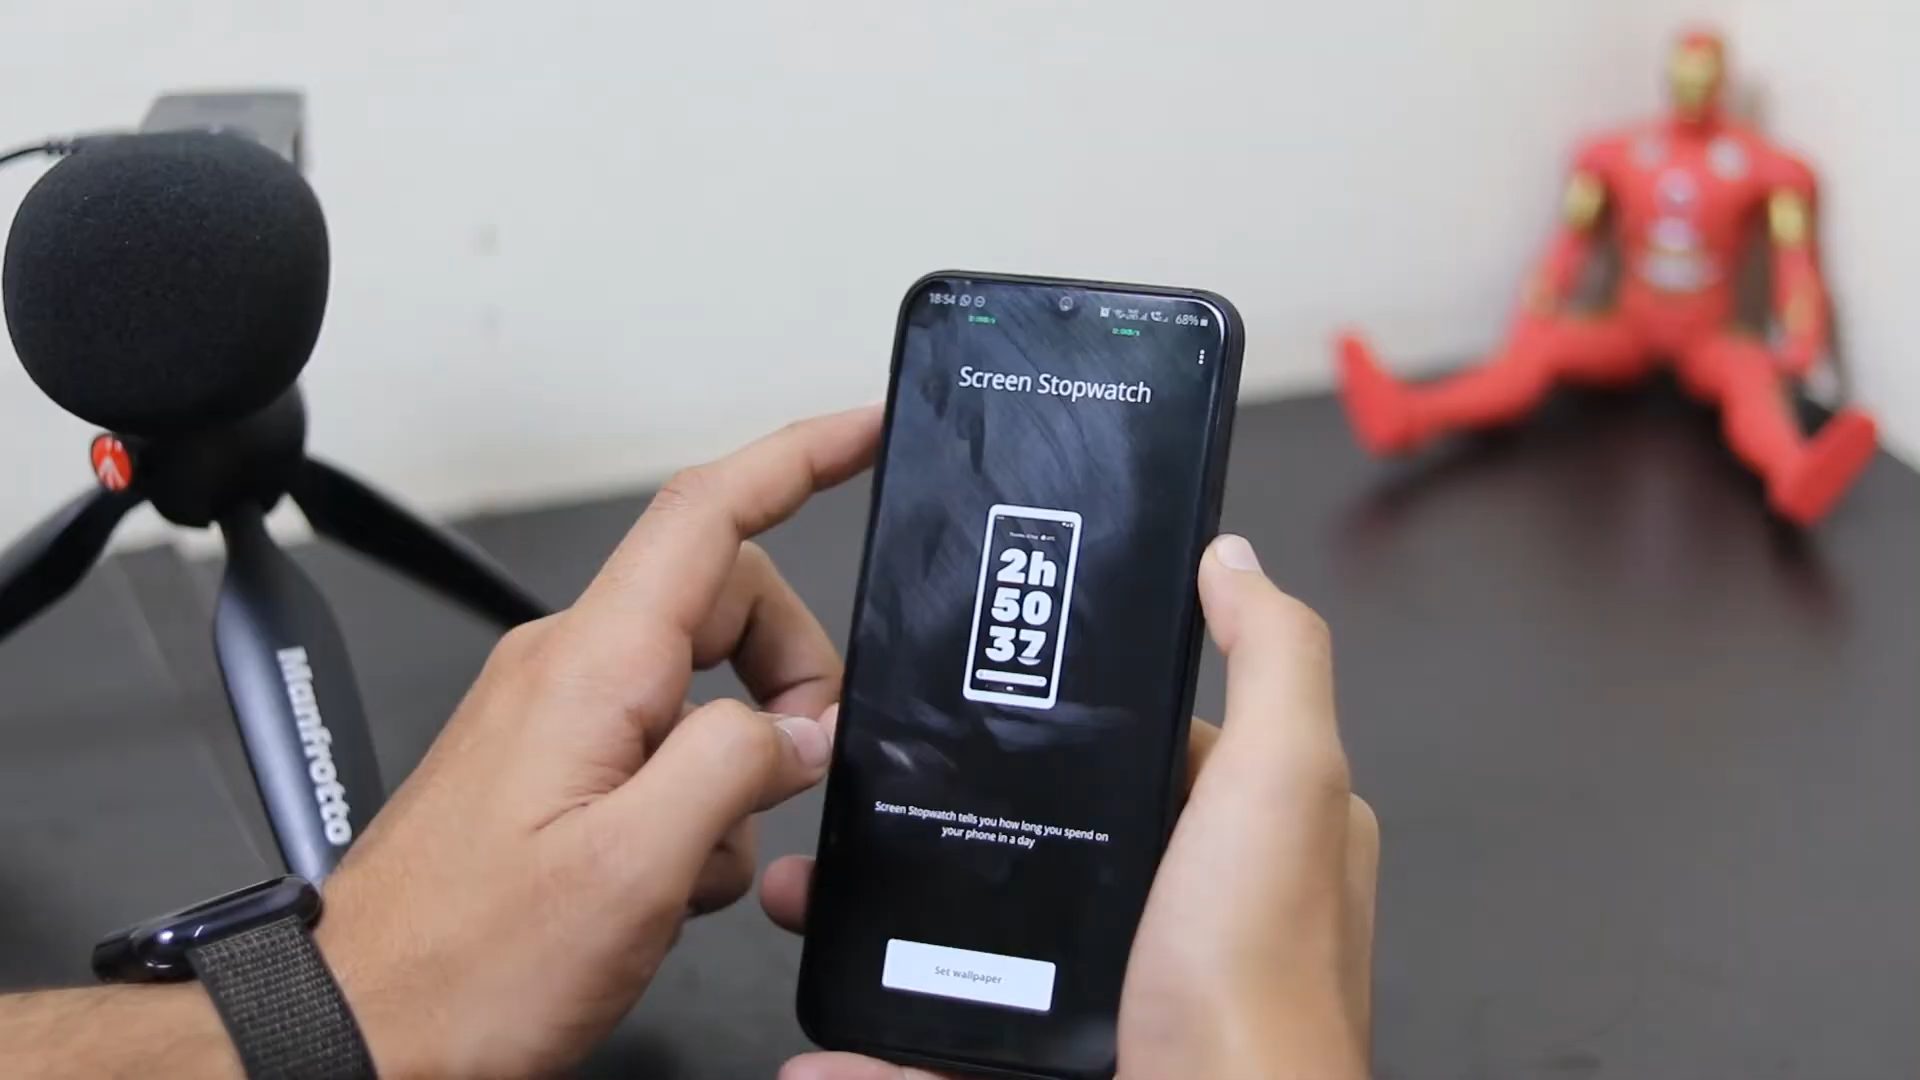 18:54
68%
Screen Stopwatch
2h
50
37
Screen Stopwatch tells you how long you spend on
your phone in a day
Set wallpaper
Manfrotto